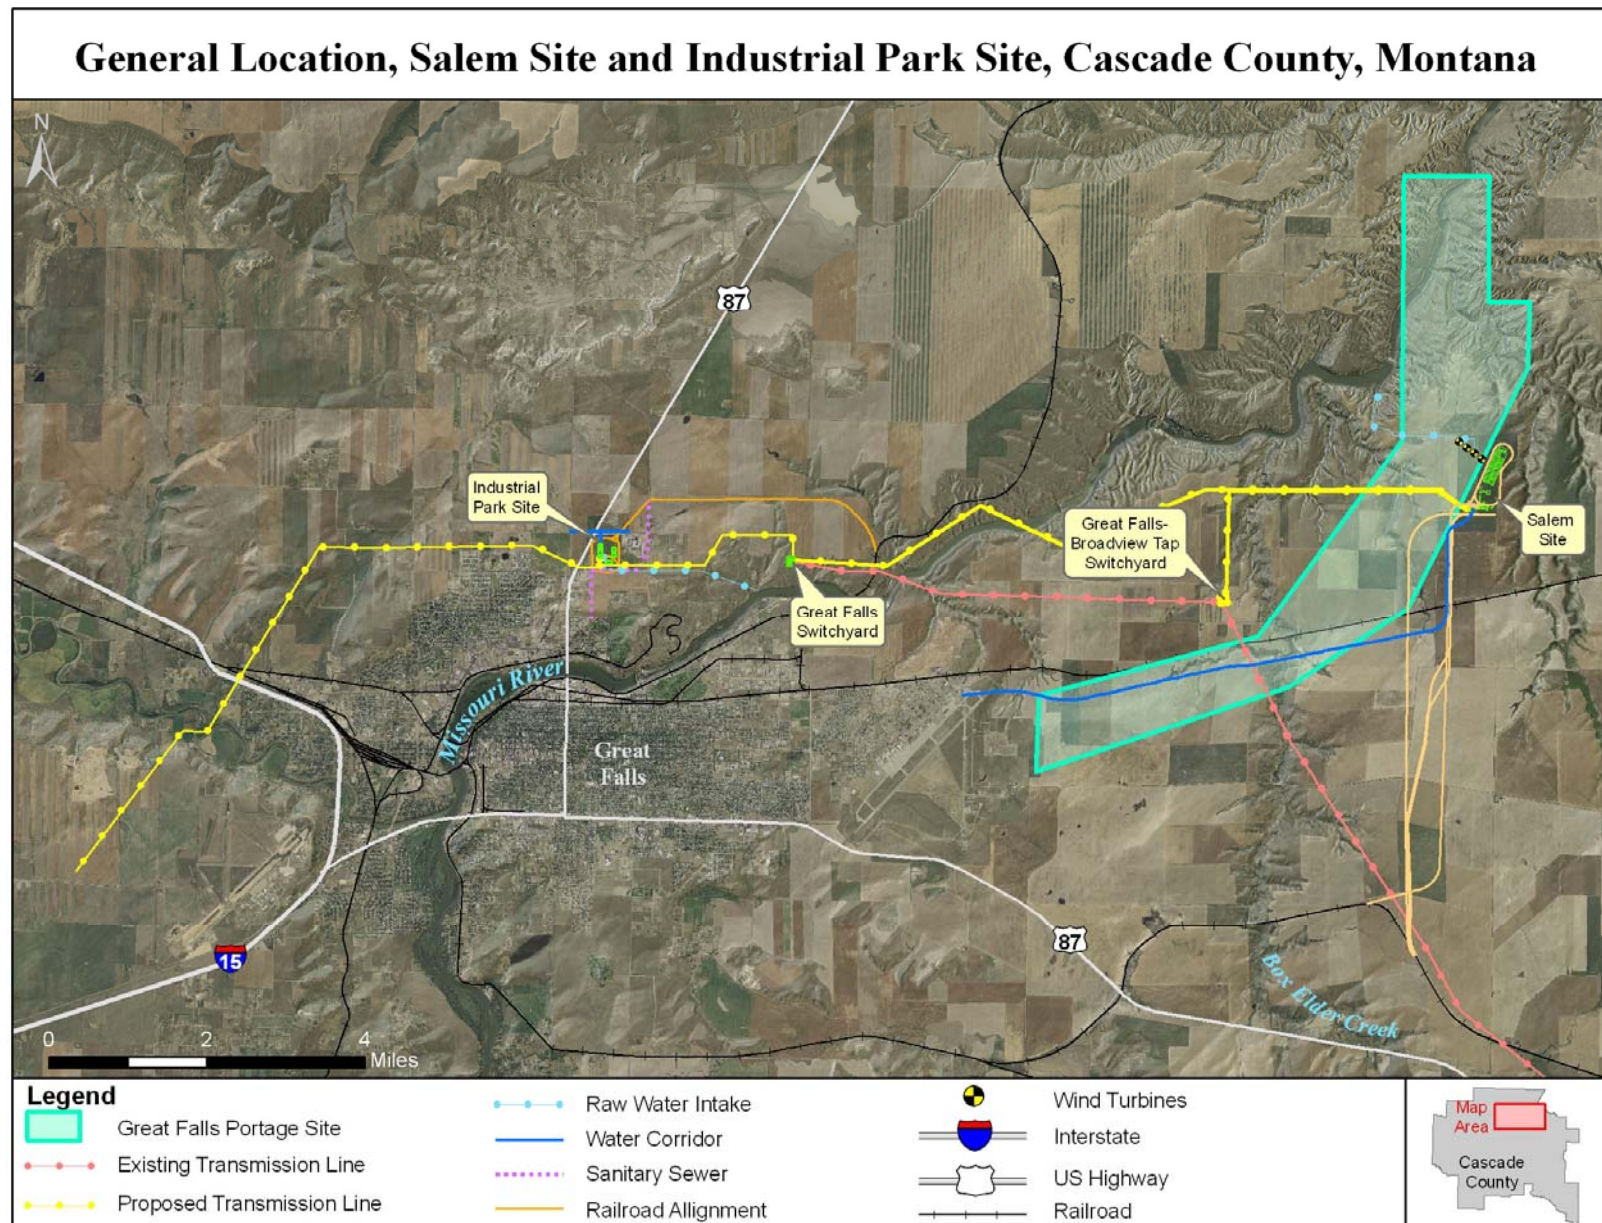 General Location, Salem Site and Industrial Park Site, Cascade County, Montana
N
87
Industrial
Park Site
Great Falls-
Broadview Tap
Switchyard
Salem
Site
Great Falls
Switchyard
Missouri River
Great
Falls
87
15
Box Elder Creek
0 2 4
Miles
Legend
Great Falls Portage Site
Existing Transmission Line
Proposed Transmission Line
Raw Water Intake
Water Corridor
Sanitary Sewer
Railroad Allignment
Wind Turbines
Interstate
US Highway
Railroad
Map
Area
Cascade
County